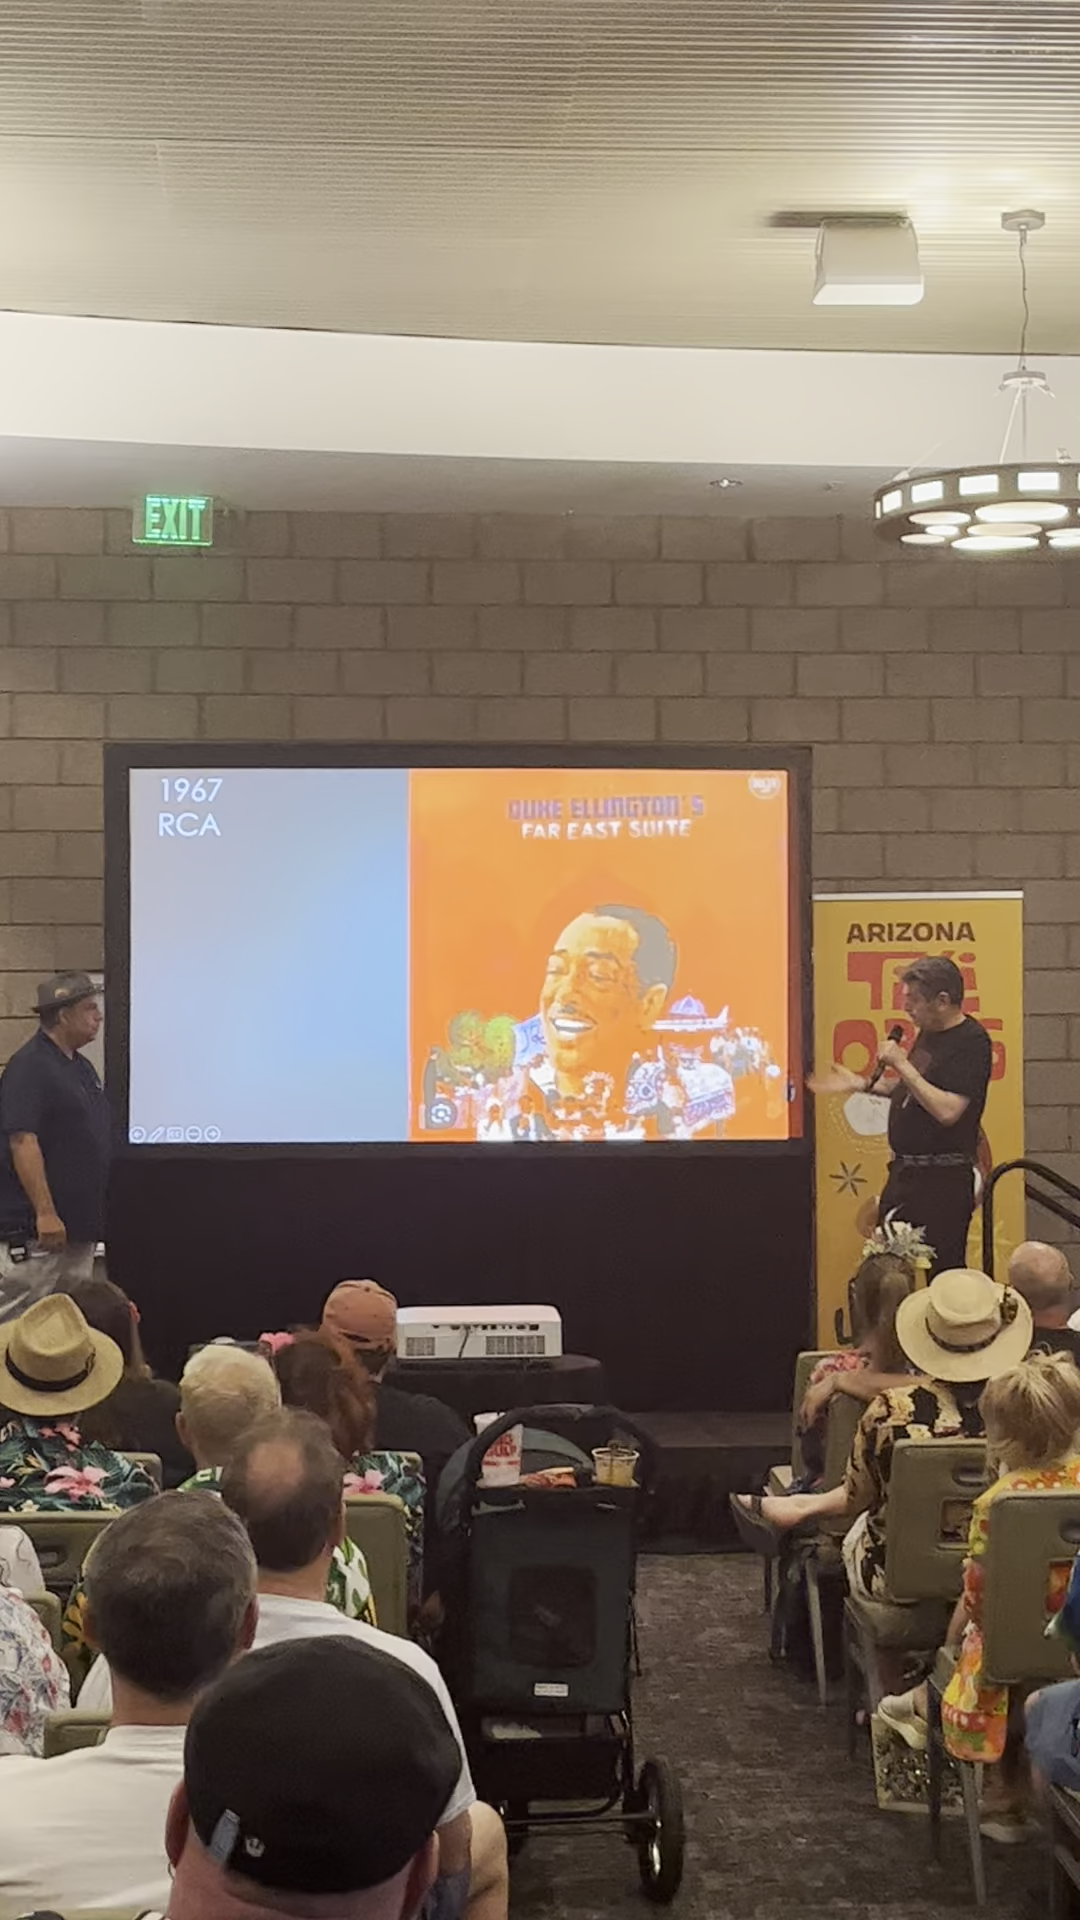 EXIT
1967
RCA
DUKE ELLINGTON'S
FAR EAST SUITE
ARIZONA